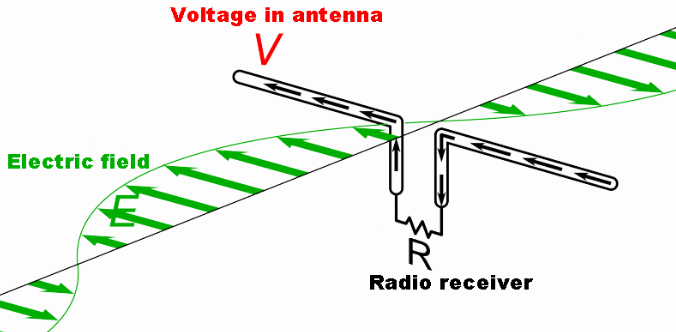 Voltage in antenna
V
Electric field
E
R
Radio receiver